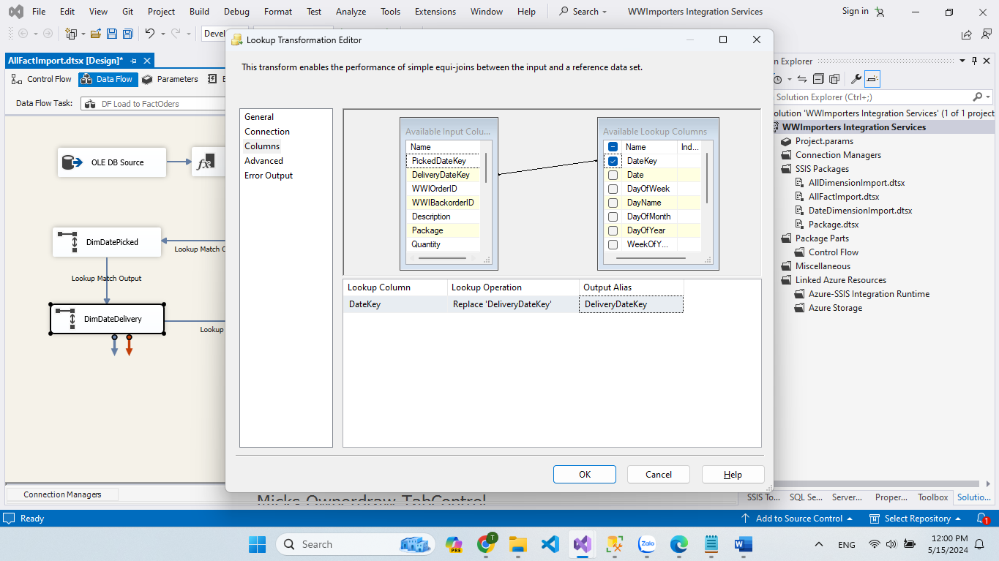 File Edit View Git Project Build Debug Format Test Analyze Tools Extensions Window Help Search WWImporters Integration Services Sign in
Devel
AllFactImport.dtsx [Design]*
Control Flow Data Flow Parameters
Data Flow Task: DF Load to FactOders
OLE DB Source
fx
DimDatePicked
Lookup Match O
Lookup Match Output
DimDateDelivery
Lookup
Connection Managers
Lookup Transformation Editor
This transform enables the performance of simple equi-joins between the input and a reference data set.
General
Connection
Columns
Advanced
Error Output
Available Input Colu...
Name
PickedDateKey
DeliveryDateKey
WWIOrderID
WWIBackorderID
Description
Package
Quantity
Available Lookup Columns
Name Ind...
DateKey
Date
DayOfWeek
DayName
DayOfMonth
DayOfYear
WeekOfY...
Lookup Column Lookup Operation Output Alias
DateKey Replace 'DeliveryDateKey' DeliveryDateKey
OK Cancel Help
Micks Ownerdraw TabControl
n Explorer
Solution Explorer (Ctrl+;)
olution 'WWImporters Integration Services' (1 of 1 project
WWImporters Integration Services
Project.params
Connection Managers
SSIS Packages
AllDimensionImport.dtsx
AllFactImport.dtsx
DateDimensionImport.dtsx
Package.dtsx
Package Parts
Control Flow
Miscellaneous
Linked Azure Resources
Azure-SSIS Integration Runtime
Azure Storage
SSIS To... SQL Se... Server... Proper... Toolbox Solutio...
Ready Add to Source Control Select Repository 1
Search PRE T Zalo ENG 12:00 PM
5/15/2024